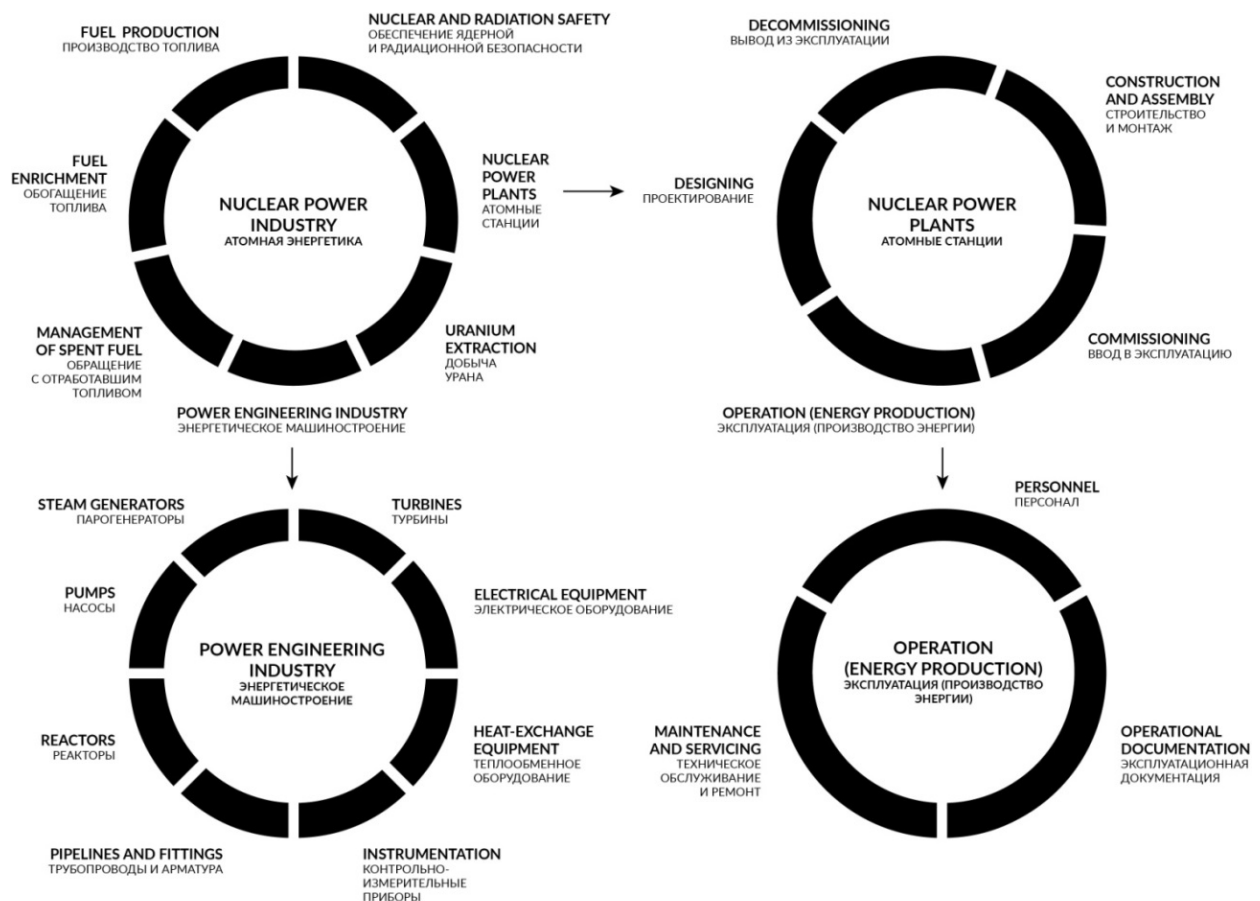 FUEL PRODUCTION
ПРОИЗВОДСТВО ТОПЛИВА
NUCLEAR AND RADIATION SAFETY
ОБЕСПЕЧЕНИЕ ЯДЕРНОЙ
И РАДИАЦИОННОЙ БЕЗОПАСНОСТИ
FUEL
ENRICHMENT
ОБОГАЩЕНИЕ
ТОПЛИВА
NUCLEAR POWER
INDUSTRY
АТОМНАЯ ЭНЕРГЕТИКА
NUCLEAR
POWER
PLANTS
АТОМНЫЕ
СТАНЦИИ
MANAGEMENT
OF SPENT FUEL
ОБРАЩЕНИЕ
С ОТРАБОТАВШИМ
ТОПЛИВОМ
URANIUM
EXTRACTION
ДОБЫЧА
УРАНА
POWER ENGINEERING INDUSTRY
ЭНЕРГЕТИЧЕСКОЕ МАШИНОСТРОЕНИЕ
DECOMMISSIONING
ВЫВОД ИЗ ЭКСПЛУАТАЦИИ
CONSTRUCTION
AND ASSEMBLY
СТРОИТЕЛЬСТВО
И МОНТАЖ
DESIGNING
ПРОЕКТИРОВАНИЕ
NUCLEAR POWER
PLANTS
АТОМНЫЕ СТАНЦИИ
COMMISSIONING
ВВОД В ЭКСПЛУАТАЦИЮ
OPERATION (ENERGY PRODUCTION)
ЭКСПЛУАТАЦИЯ (ПРОИЗВОДСТВО ЭНЕРГИИ)
STEAM GENERATORS
ПАРОГЕНЕРАТОРЫ
TURBINES
ТУРБИНЫ
PUMPS
НАСОСЫ
ELECTRICAL EQUIPMENT
ЭЛЕКТРИЧЕСКОЕ ОБОРУДОВАНИЕ
POWER ENGINEERING
INDUSTRY
ЭНЕРГЕТИЧЕСКОЕ
МАШИНОСТРОЕНИЕ
REACTORS
РЕАКТОРЫ
HEAT-EXCHANGE
EQUIPMENT
ТЕПЛООБМЕННОЕ
ОБОРУДОВАНИЕ
PIPELINES AND FITTINGS
ТРУБОПРОВОДЫ И АРМАТУРА
INSTRUMENTATION
КОНТРОЛЬНО-
ИЗМЕРИТЕЛЬНЫЕ
ПРИБОРЫ
PERSONNEL
ПЕРСОНАЛ
OPERATION
(ENERGY PRODUCTION)
ЭКСПЛУАТАЦИЯ (ПРОИЗВОДСТВО
ЭНЕРГИИ)
MAINTENANCE
AND SERVICING
ТЕХНИЧЕСКОЕ
ОБСЛУЖИВАНИЕ
И РЕМОНТ
OPERATIONAL
DOCUMENTATION
ЭКСПЛУАТАЦИОННАЯ
ДОКУМЕНТАЦИЯ